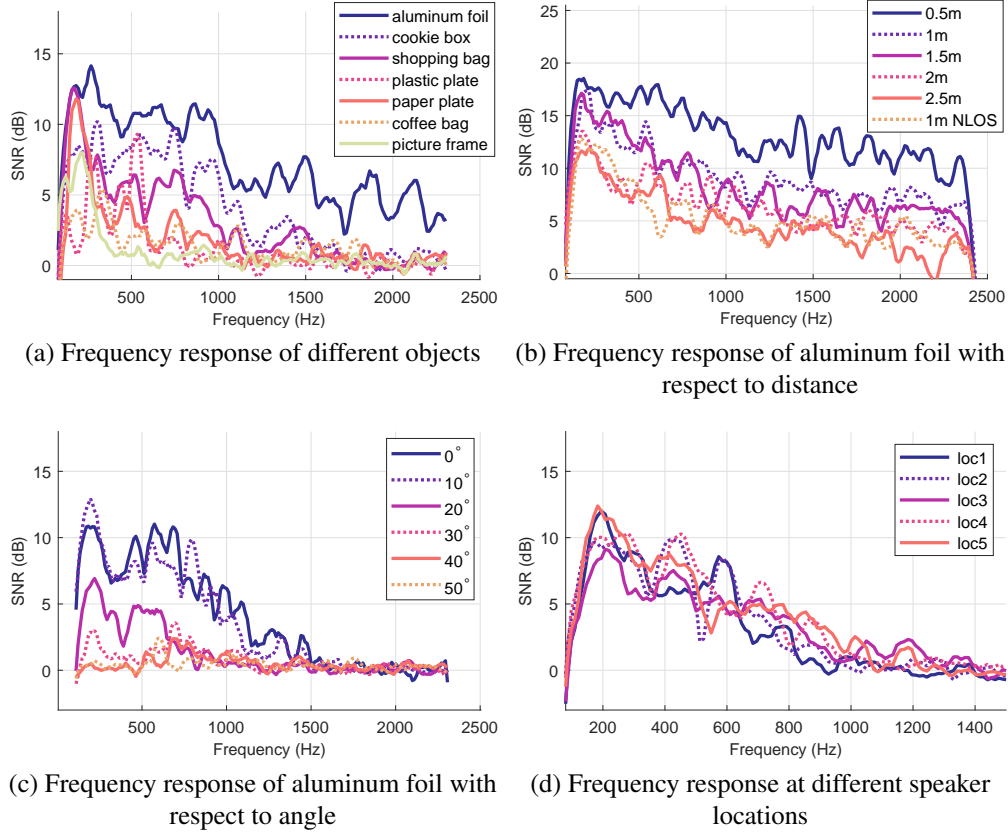 15
10
5
0
SNR (dB)
500
1000
1500
2000
2500
Frequency (Hz)
aluminum foil
cookie box
shopping bag
plastic plate
paper plate
coffee bag
picture frame
(a) Frequency response of different objects
25
20
15
10
5
0
SNR (dB)
500
1000
1500
2000
2500
Frequency (Hz)
0.5m
1m
1.5m
2m
2.5m
1m NLOS
(b) Frequency response of aluminum foil with
respect to distance
15
10
5
0
SNR (dB)
500
1000
1500
2000
2500
Frequency (Hz)
0°
10°
20°
30°
40°
50°
(c) Frequency response of aluminum foil with
respect to angle
15
10
5
0
SNR (dB)
200
400
600
800
1000
1200
1400
Frequency (Hz)
loc1
loc2
loc3
loc4
loc5
(d) Frequency response at different speaker
locations